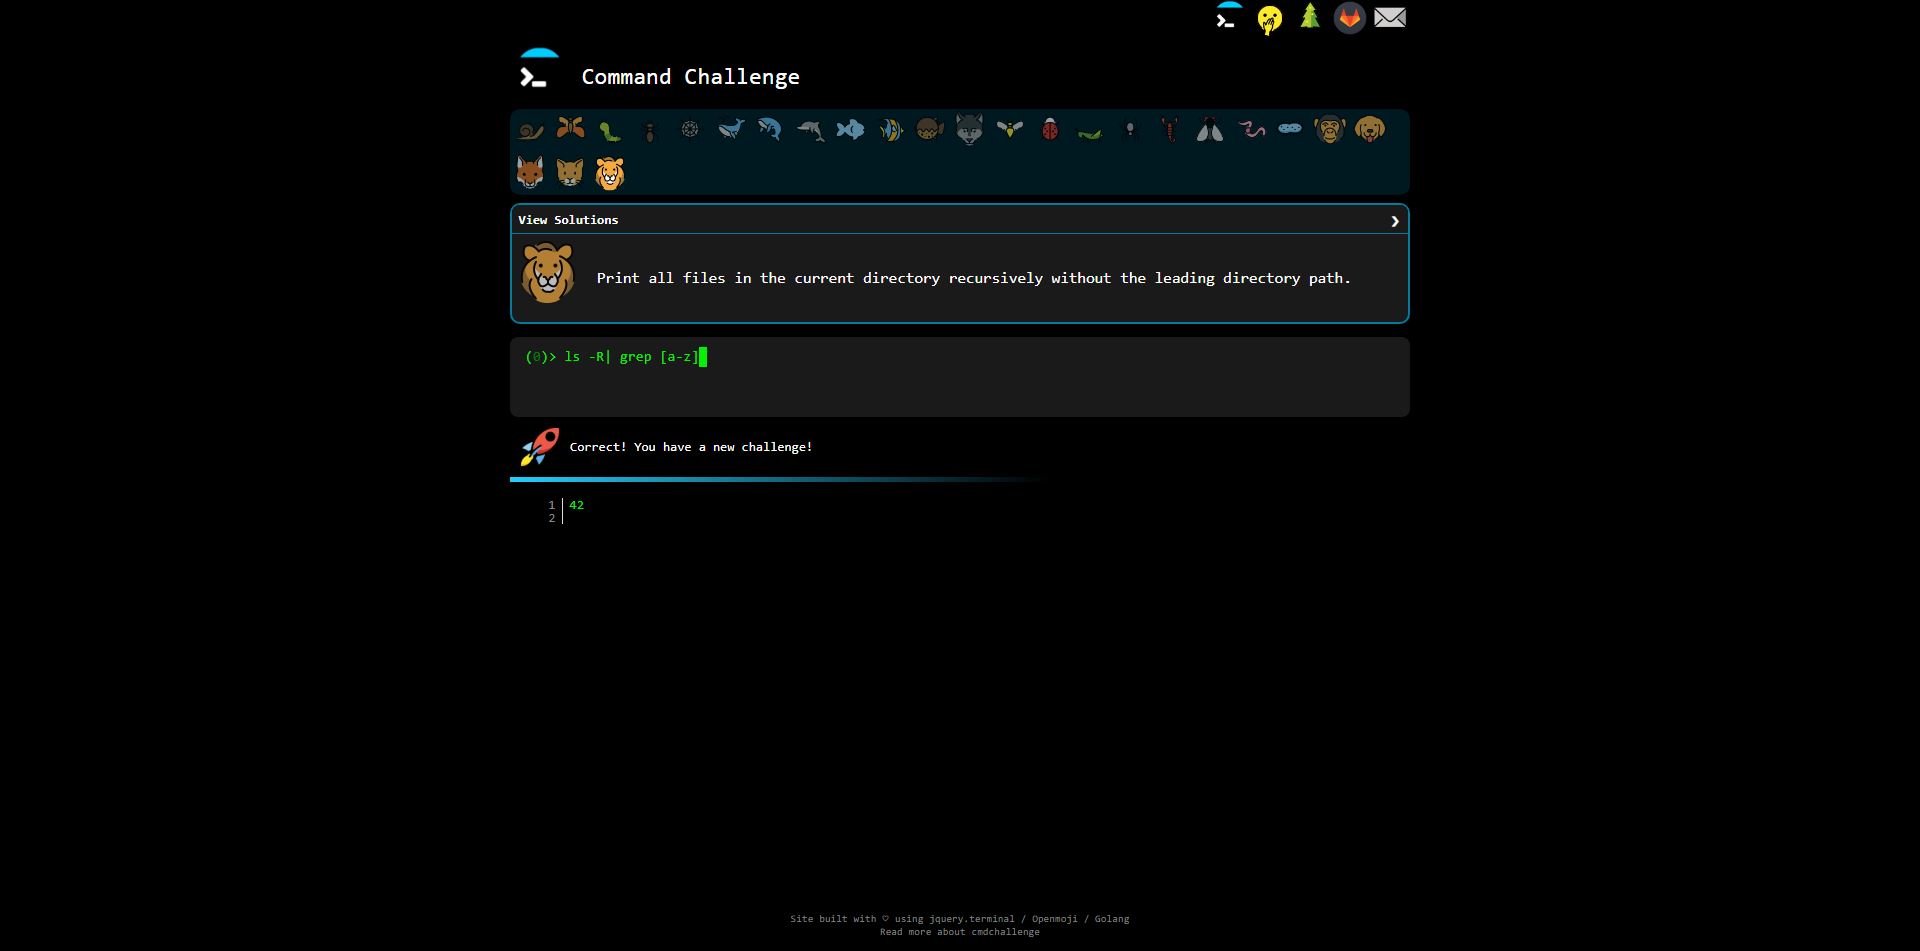 Command Challenge
View Solutions ❯
Print all files in the current directory recursively without the leading directory path.
(0)> ls -R| grep [a-z]
Correct! You have a new challenge!
1 42
2
Site built with ♡ using jquery.terminal / Openmoji / Golang
Read more about cmdchallenge